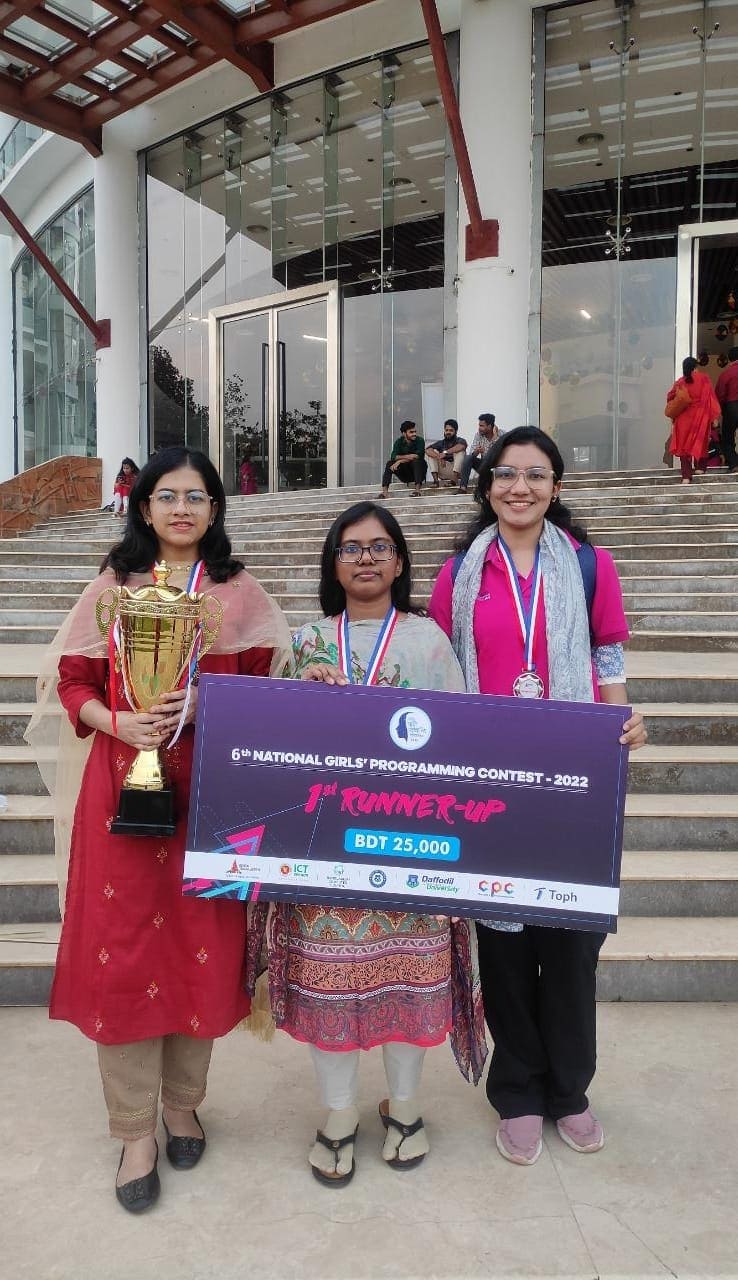 6th NATIONAL GIRLS' PROGRAMMING CONTEST - 2022
1st RUNNER-UP
BDT 25,000
ICT
Daffodil
University
cpc
Toph